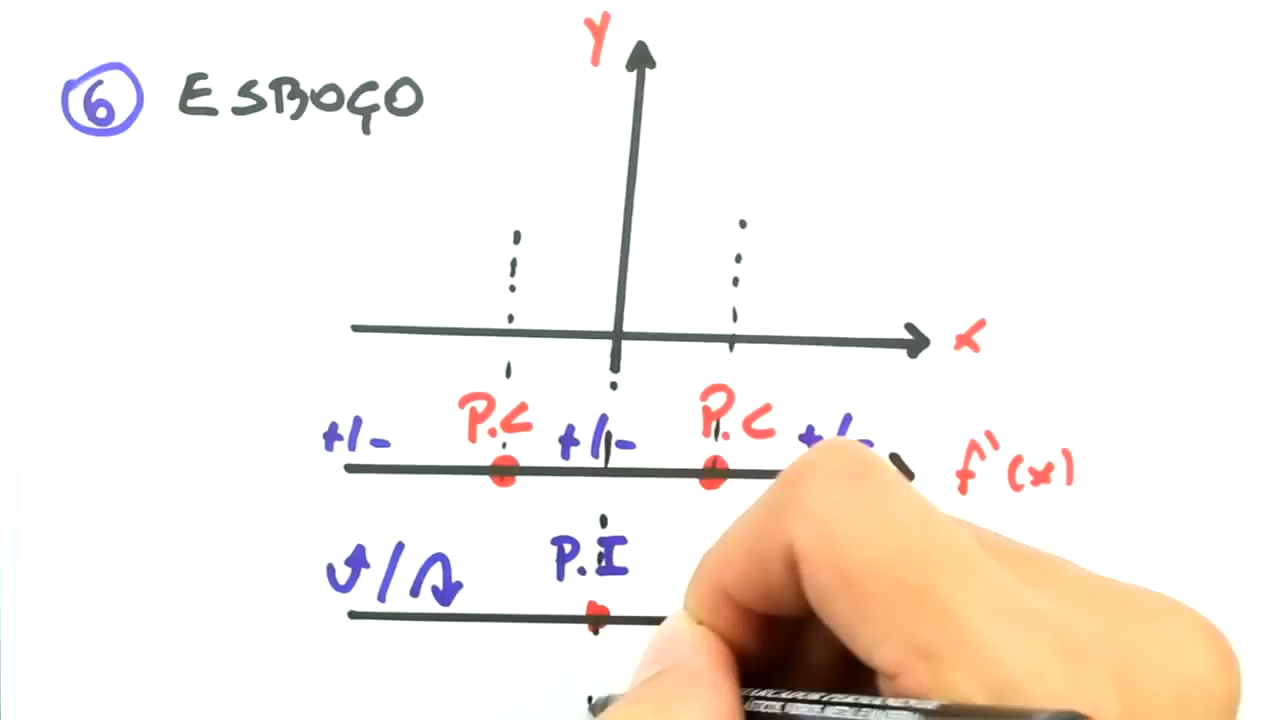 6 ESBOÇO
y
x
P.C P.C
+/- +/- +/-
f'(x)
P.I
/